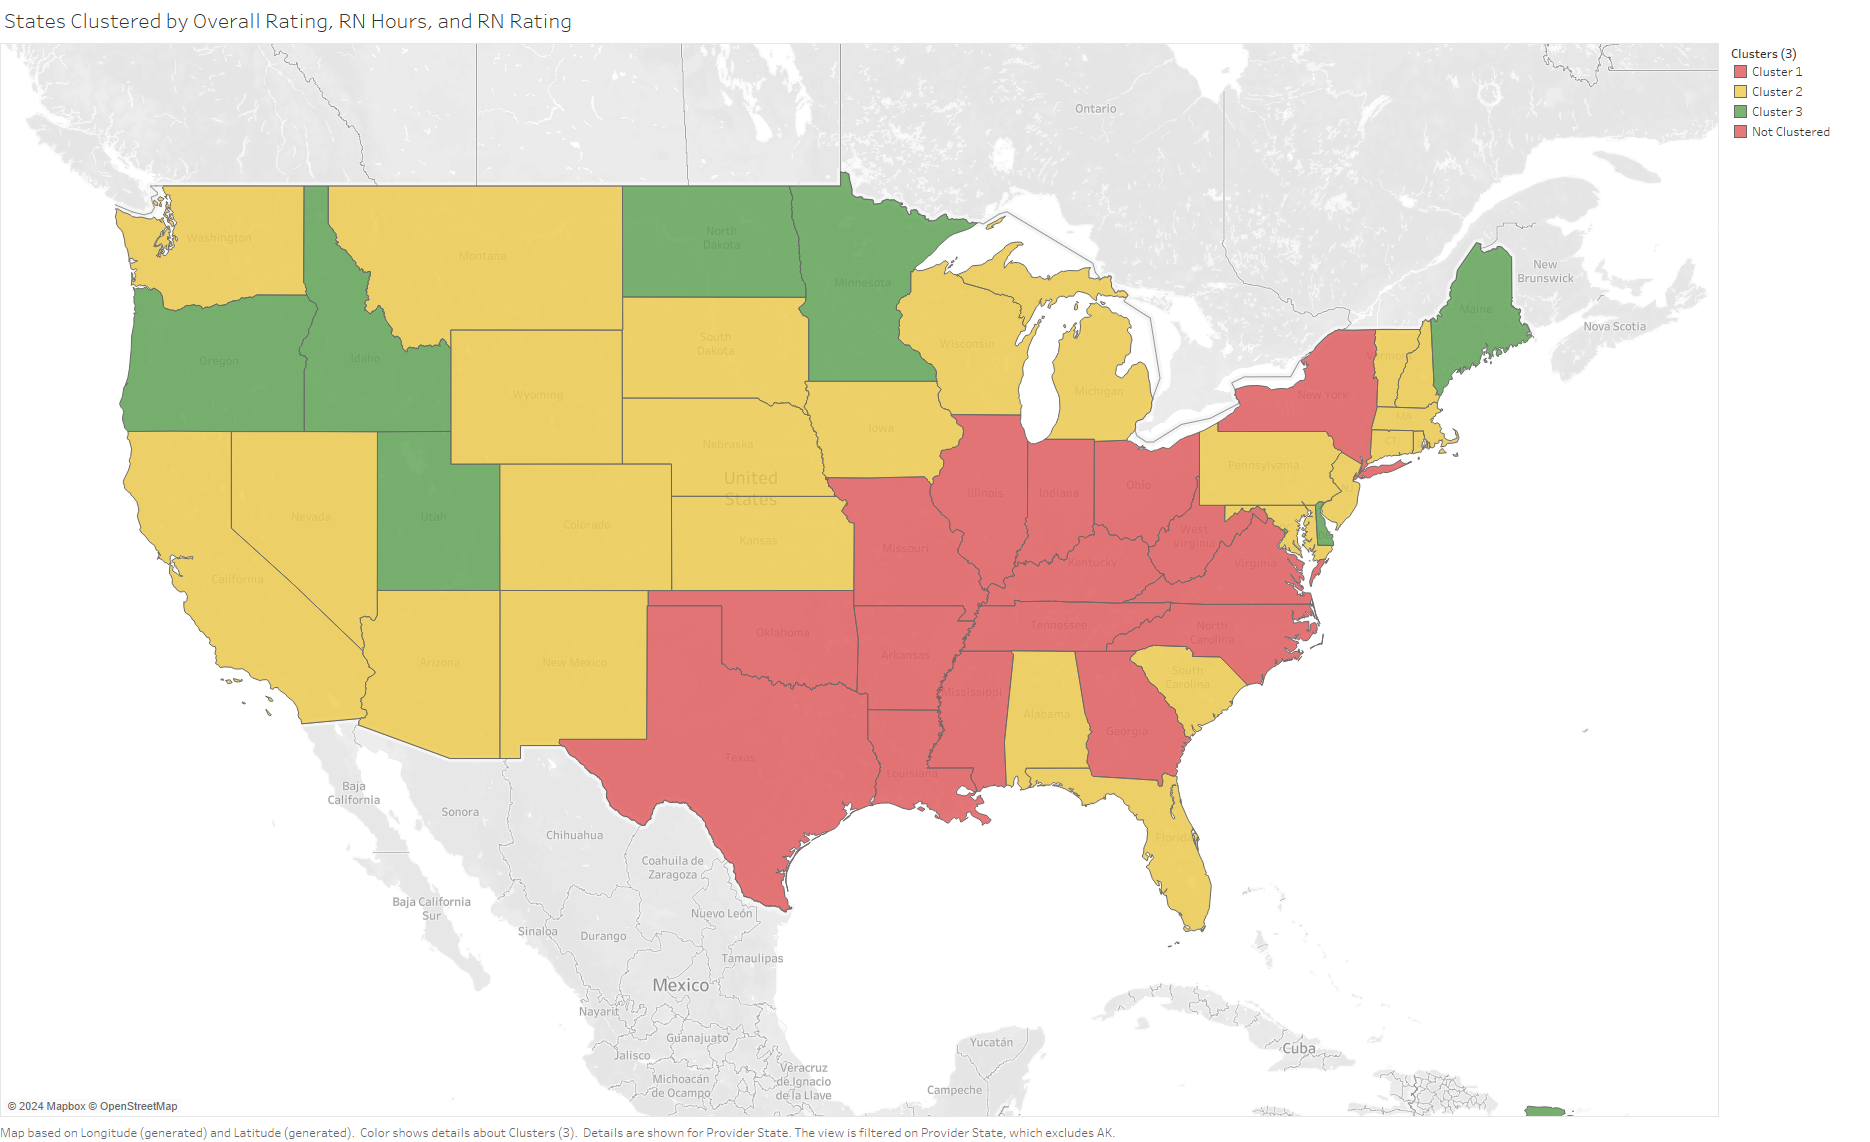 States Clustered by Overall Rating, RN Hours, and RN Rating
Clusters (3)
Cluster 1
Cluster 2
Cluster 3
Not Clustered
Ontario
Washington
Montana
North
Dakota
Minnesota
New
Brunswick
Maine
Nova Scotia
Oregon
Idaho
South
Dakota
Wisconsin
Vermont
Wyoming
Michigan
New York
MA
Iowa
CT
Nebraska
Pennsylvania
United
States
Illinois
Indiana
Ohio
Nevada
Utah
Colorado
Kansas
West
Virginia
Missouri
Kentucky
Virginia
California
Oklahoma
Tennessee
North
Carolina
Arizona
New Mexico
Arkansas
Mississippi
South
Carolina
Alabama
Georgia
Texas
Louisiana
Baja
California
Sonora
Chihuahua
Florida
Coahuila de
Zaragoza
Baja California
Sur
Nuevo León
Sinaloa
Durango
Tamaulipas
Mexico
Nayarit
Guanajuato
Yucatán
Cuba
Jalisco
Veracruz
de Ignacio
de la Llave
Michoacán
de Ocampo
Campeche
© 2024 Mapbox © OpenStreetMap
Map based on Longitude (generated) and Latitude (generated). Color shows details about Clusters (3). Details are shown for Provider State. The view is filtered on Provider State, which excludes AK.